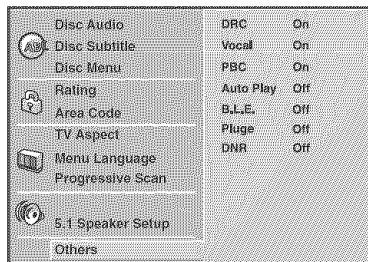 Disc Audio
Disc Subtitle
Disc Menu
Rating
Area Code
TV Aspect
Menu Language
Progressive Scan
5.1 Speaker Setup
Others
DRC On
Vocal On
PBC On
Auto Play Off
B.L.E. Off
Pluge Off
DNR Off